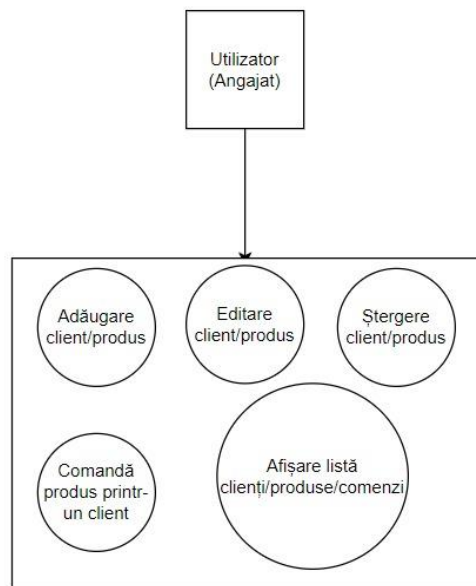 Utilizator
(Angajat)
Adăugare
client/produs
Editare
client/produs
Ștergere
client/produs
Comandă
produs printr-
un client
Afișare listă
clienți/produse/comenzi